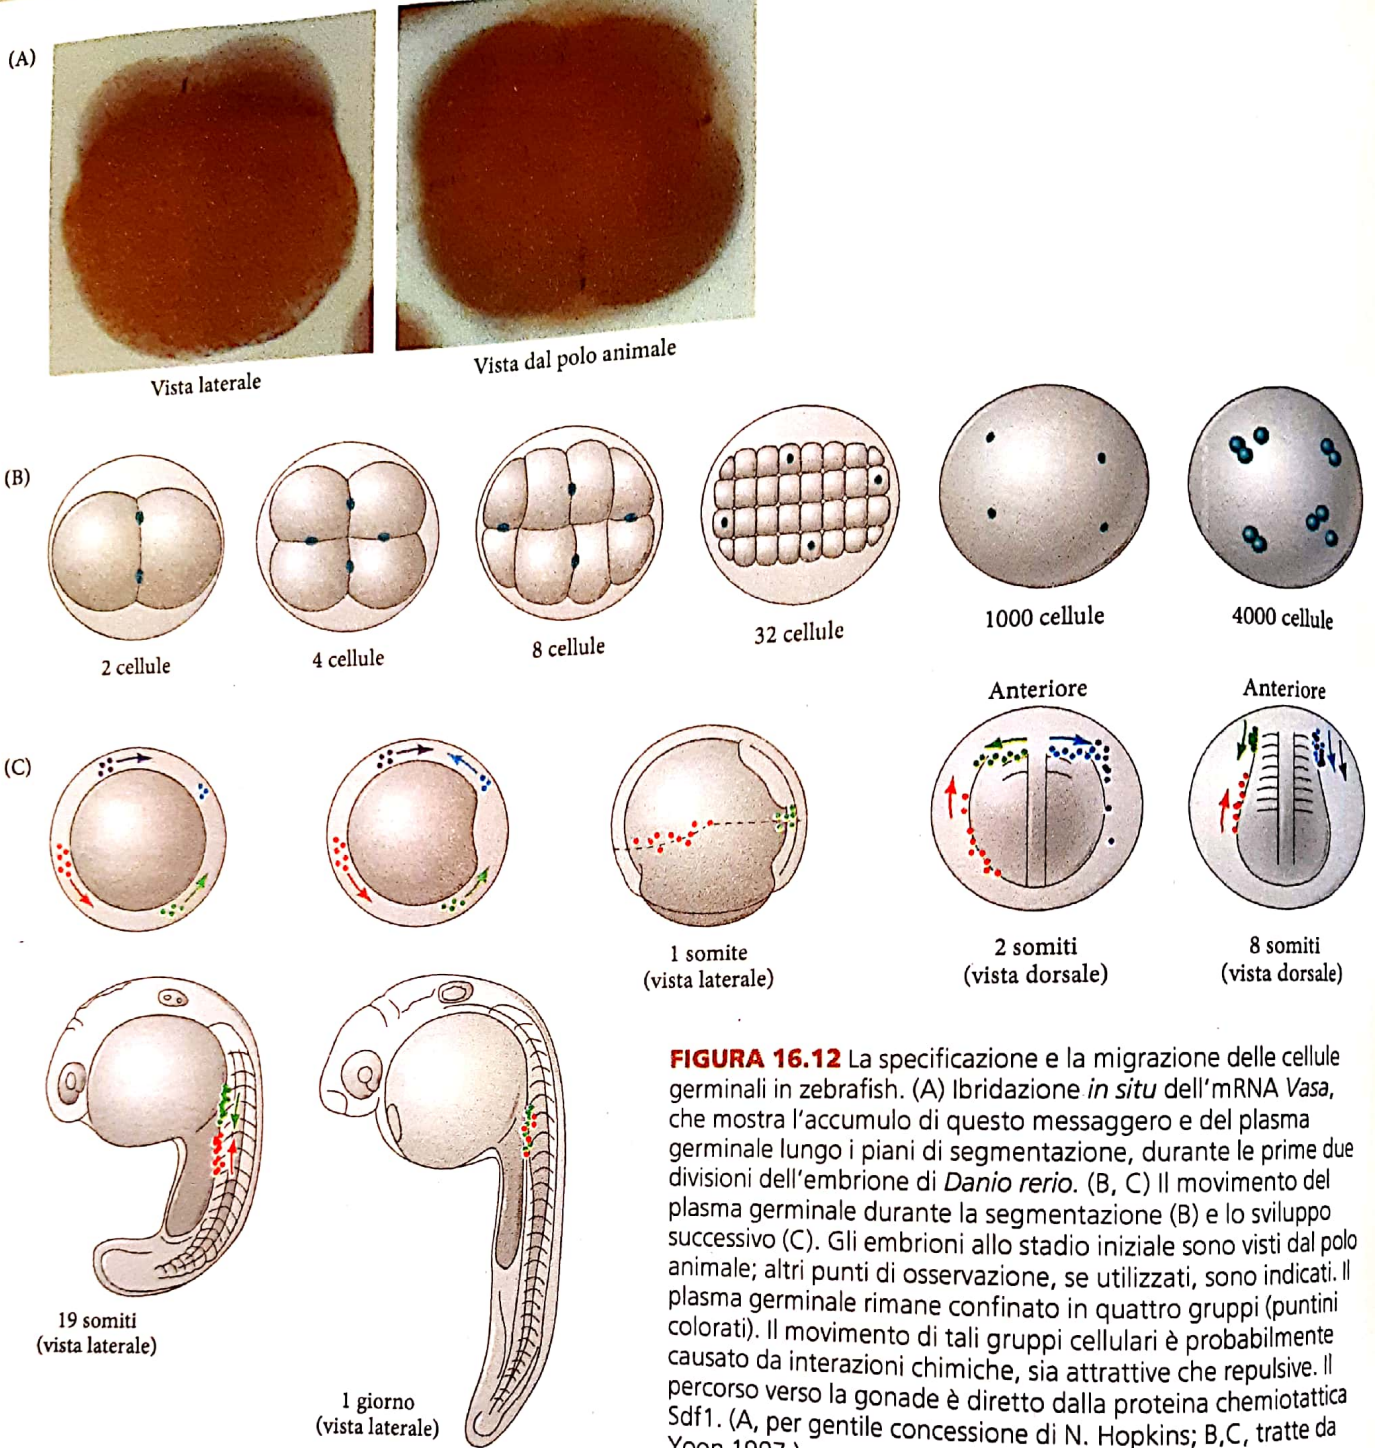 (A)
Vista laterale
Vista dal polo animale
(B)
2 cellule
4 cellule
8 cellule
32 cellule
1000 cellule
4000 cellule
(C)
1 somite
(vista laterale)
Anteriore
2 somiti
(vista dorsale)
Anteriore
8 somiti
(vista dorsale)
19 somiti
(vista laterale)
1 giorno
(vista laterale)
FIGURA 16.12 La specificazione e la migrazione delle cellule
germinali in zebrafish. (A) Ibridazione in situ dell'mRNA Vasa,
che mostra l'accumulo di questo messaggero e del plasma
germinale lungo i piani di segmentazione, durante le prime due
divisioni dell'embrione di Danio rerio. (B, C) Il movimento del
plasma germinale durante la segmentazione (B) e lo sviluppo
successivo (C). Gli embrioni allo stadio iniziale sono visti dal polo
animale; altri punti di osservazione, se utilizzati, sono indicati. Il
plasma germinale rimane confinato in quattro gruppi (puntini
colorati). Il movimento di tali gruppi cellulari è probabilmente
causato da interazioni chimiche, sia attrattive che repulsive. Il
percorso verso la gonade è diretto dalla proteina chemiotattica
Sdf1. (A, per gentile concessione di N. Hopkins; B,C, tratte da